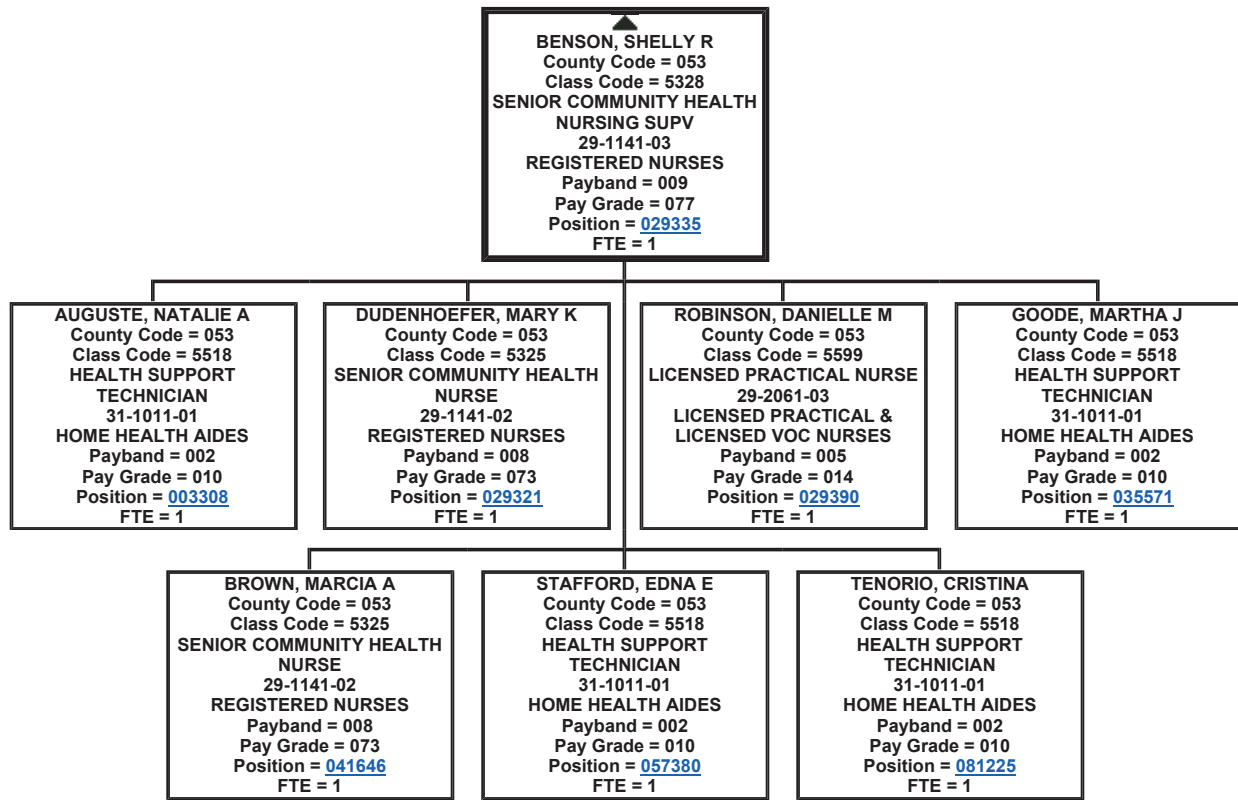 BENSON, SHELLY R
County Code = 053
Class Code = 5328
SENIOR COMMUNITY HEALTH
NURSING SUPV
29-1141-03
REGISTERED NURSES
Payband = 009
Pay Grade = 077
Position = 029335
FTE = 1
AUGUSTE, NATALIE A
County Code = 053
Class Code = 5518
HEALTH SUPPORT
TECHNICIAN
31-1011-01
HOME HEALTH AIDES
Payband = 002
Pay Grade = 010
Position = 003308
FTE = 1
DUDENHOEFER, MARY K
County Code = 053
Class Code = 5325
SENIOR COMMUNITY HEALTH
NURSE
29-1141-02
REGISTERED NURSES
Payband = 008
Pay Grade = 073
Position = 029321
FTE = 1
ROBINSON, DANIELLE M
County Code = 053
Class Code = 5599
LICENSED PRACTICAL NURSE
29-2061-03
LICENSED PRACTICAL &
LICENSED VOC NURSES
Payband = 005
Pay Grade = 014
Position = 029390
FTE = 1
GOODE, MARTHA J
County Code = 053
Class Code = 5518
HEALTH SUPPORT
TECHNICIAN
31-1011-01
HOME HEALTH AIDES
Payband = 002
Pay Grade = 010
Position = 035571
FTE = 1
BROWN, MARCIA A
County Code = 053
Class Code = 5325
SENIOR COMMUNITY HEALTH
NURSE
29-1141-02
REGISTERED NURSES
Payband = 008
Pay Grade = 073
Position = 041646
FTE = 1
STAFFORD, EDNA E
County Code = 053
Class Code = 5518
HEALTH SUPPORT
TECHNICIAN
31-1011-01
HOME HEALTH AIDES
Payband = 002
Pay Grade = 010
Position = 057380
FTE = 1
TENORIO, CRISTINA
County Code = 053
Class Code = 5518
HEALTH SUPPORT
TECHNICIAN
31-1011-01
HOME HEALTH AIDES
Payband = 002
Pay Grade = 010
Position = 081225
FTE = 1